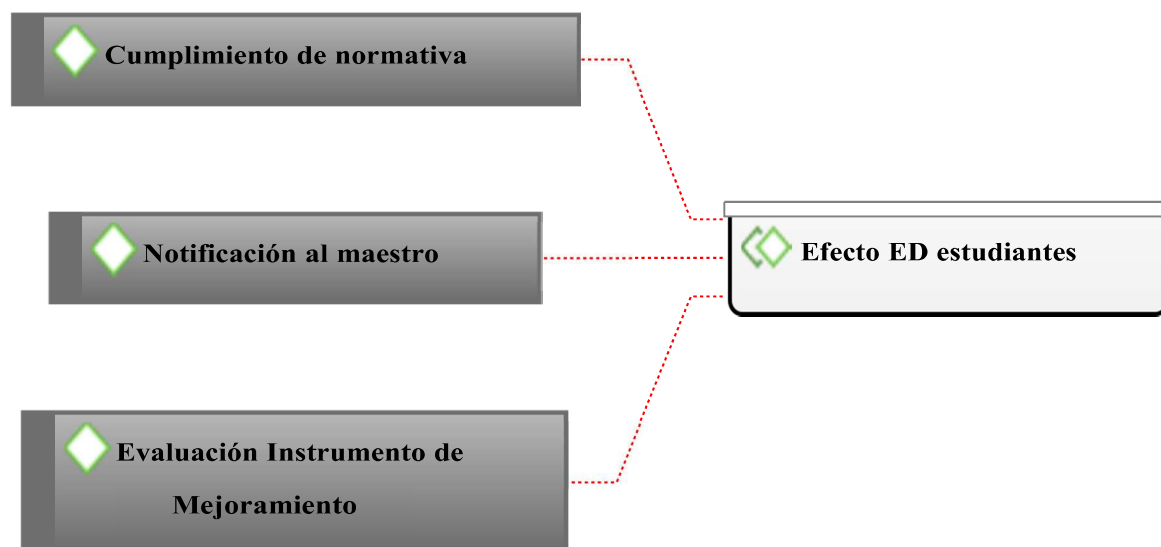 Cumplimiento de normativa
Notificación al maestro
Efecto ED estudiantes
Evaluación Instrumento de
Mejoramiento